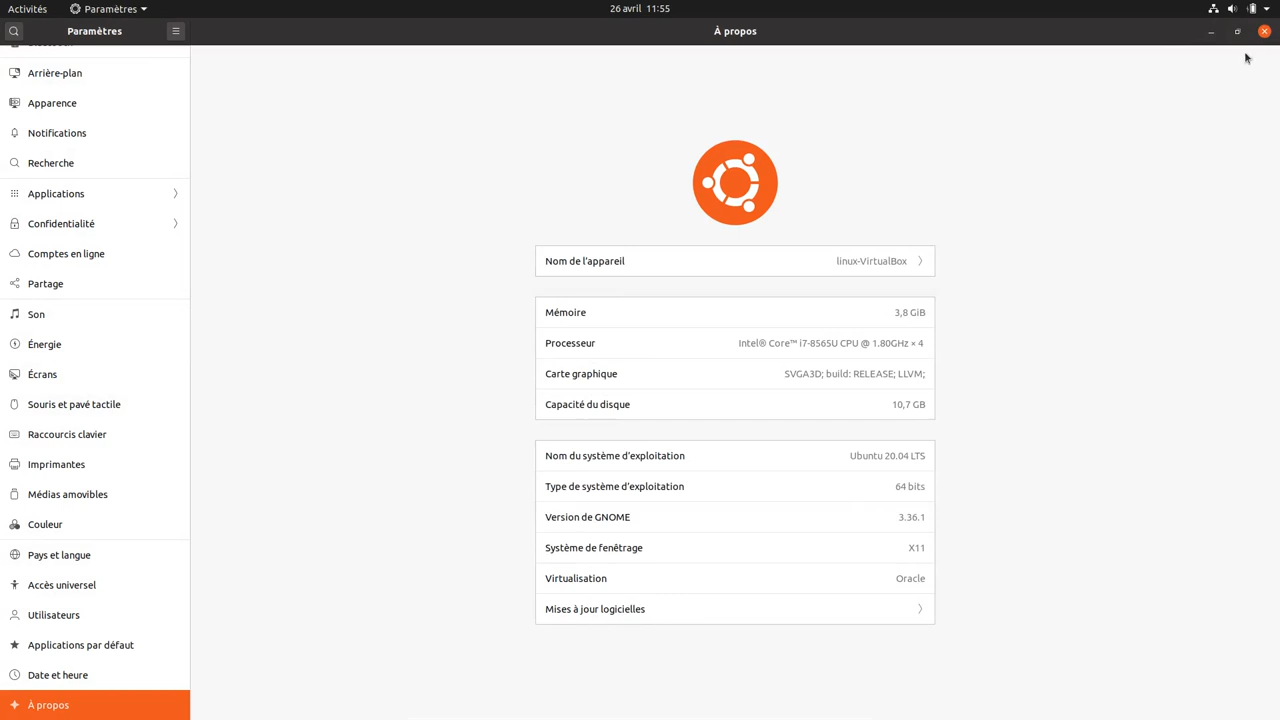 Activités
Paramètres
26 avril 11:55
Paramètres
À propos
Bluetooth
Arrière-plan
Apparence
Notifications
Recherche
Applications
Confidentialité
Comptes en ligne
Partage
Son
Énergie
Écrans
Souris et pavé tactile
Raccourcis clavier
Imprimantes
Médias amovibles
Couleur
Pays et langue
Accès universel
Utilisateurs
Applications par défaut
Date et heure
À propos
Nom de l'appareil linux-VirtualBox
Mémoire 3,8 GiB
Processeur Intel® Core™ i7-8565U CPU @ 1.80GHz × 4
Carte graphique SVGA3D; build: RELEASE; LLVM;
Capacité du disque 10,7 GB
Nom du système d'exploitation Ubuntu 20.04 LTS
Type de système d'exploitation 64 bits
Version de GNOME 3.36.1
Système de fenêtrage X11
Virtualisation Oracle
Mises à jour logicielles